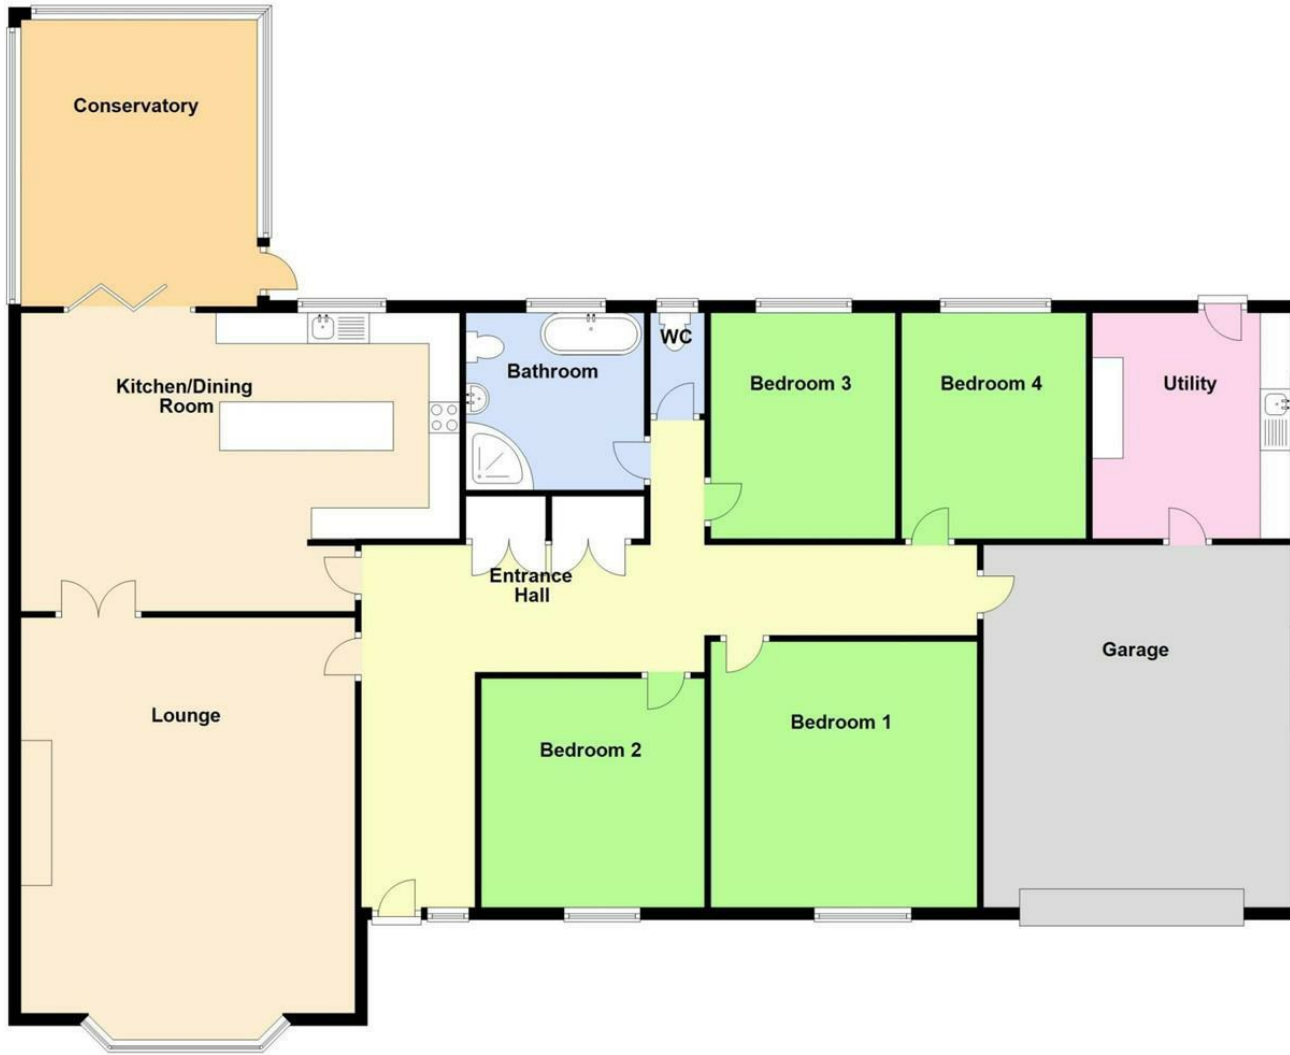 Conservatory
Kitchen/Dining
Room
Bathroom
WC
Bedroom 3
Bedroom 4
Utility
Entrance
Hall
Garage
Lounge
Bedroom 2
Bedroom 1